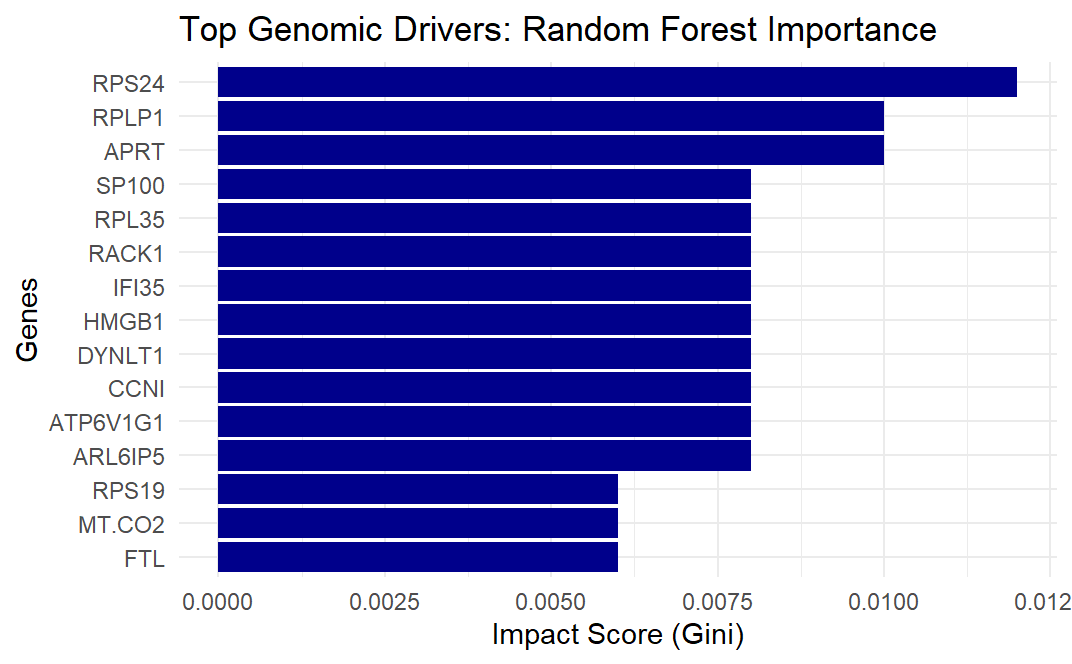 Top Genomic Drivers: Random Forest Importance
Genes
RPS24
RPLP1
APRT
SP100
RPL35
RACK1
IFI35
HMGB1
DYNLT1
CCNI
ATP6V1G1
ARL6IP5
RPS19
MT.CO2
FTL
0.0000 0.0025 0.0050 0.0075 0.0100 0.012
Impact Score (Gini)